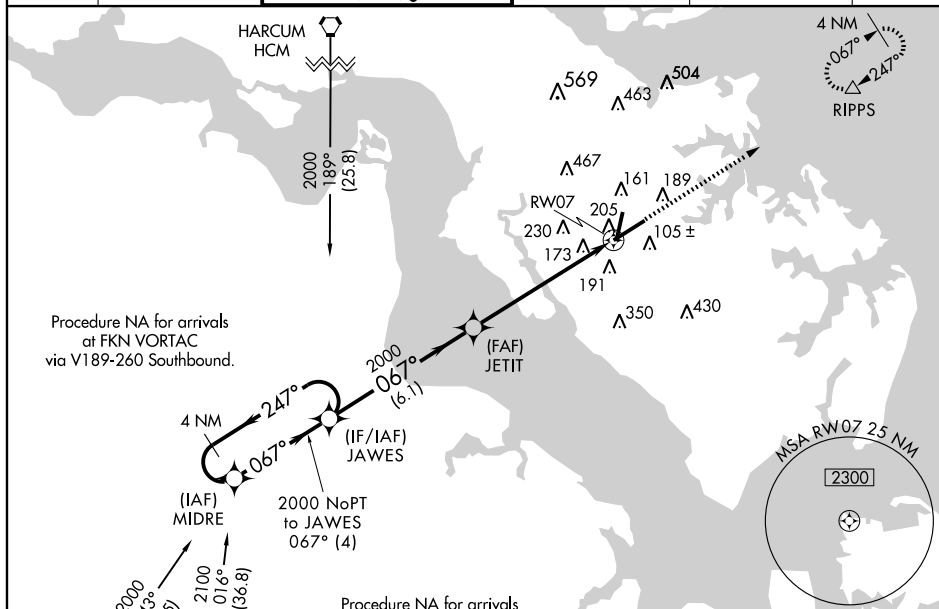 HARCUM
HCM
2000
189°
(25.8)
4 NM
067°
247°
RIPPS
569
463
504
467
161
189
RW07
205
230
173
105 ±
191
350
430
Procedure NA for arrivals
at FKN VORTAC
via V189-260 Southbound.
(FAF)
JETIT
2000
067°
(6.1)
4 NM
247°
067°
(IF/IAF)
JAWES
(IAF)
MIDRE
2000 NoPT
to JAWES
067° (4)
MSA RW07 25 NM
2300
2000
2100
016°
(36.8)
Procedure NA for arrivals